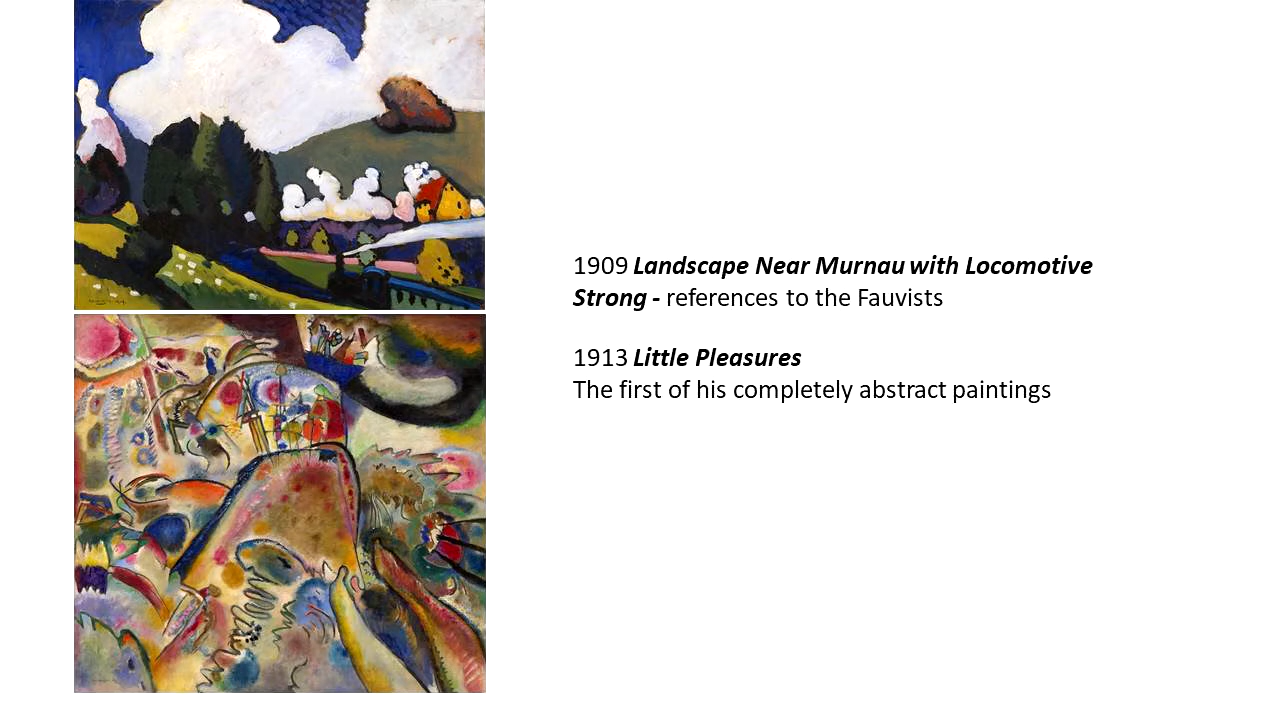 1909 Landscape Near Murnau with Locomotive
Strong - references to the Fauvists
1913 Little Pleasures
The first of his completely abstract paintings